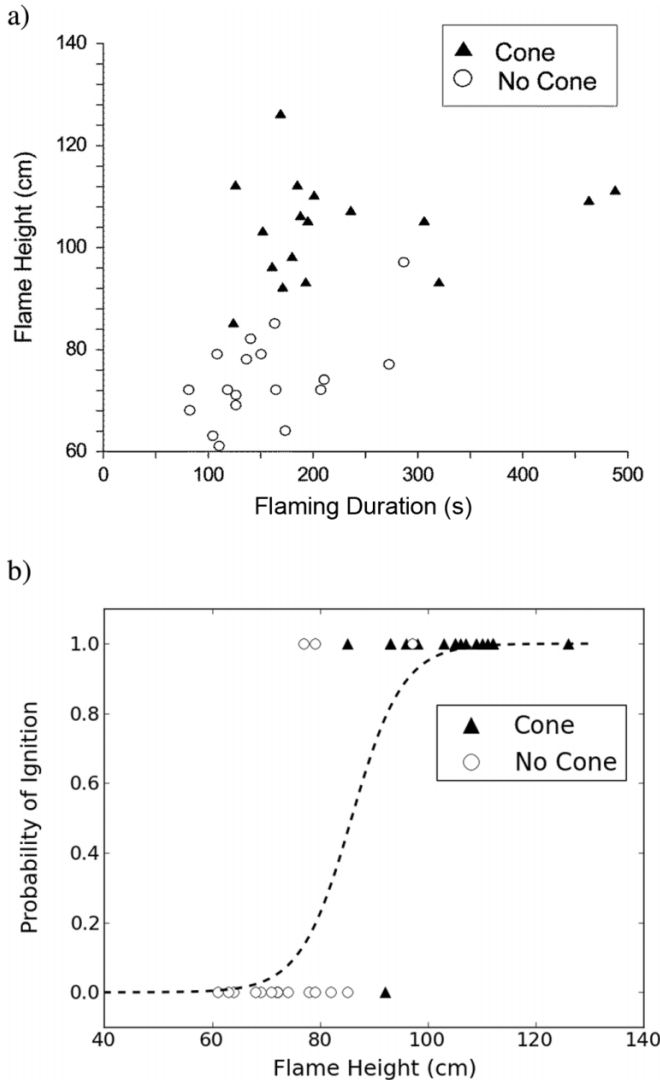 a)
140
120
100
80
60
Flame Height (cm)
Cone
No Cone
0 100 200 300 400 500
Flaming Duration (s)
b)
1.0
0.8
0.6
0.4
0.2
0.0
Probability of Ignition
Cone
No Cone
40 60 80 100 120 140
Flame Height (cm)